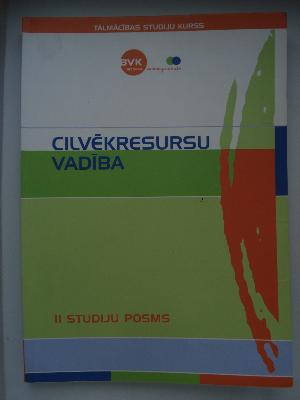 TĀLMĀCĪBAS STUDIJU KURSS
BVK
CILVĒKRESURSU
VADĪBA
II STUDIJU POSMS